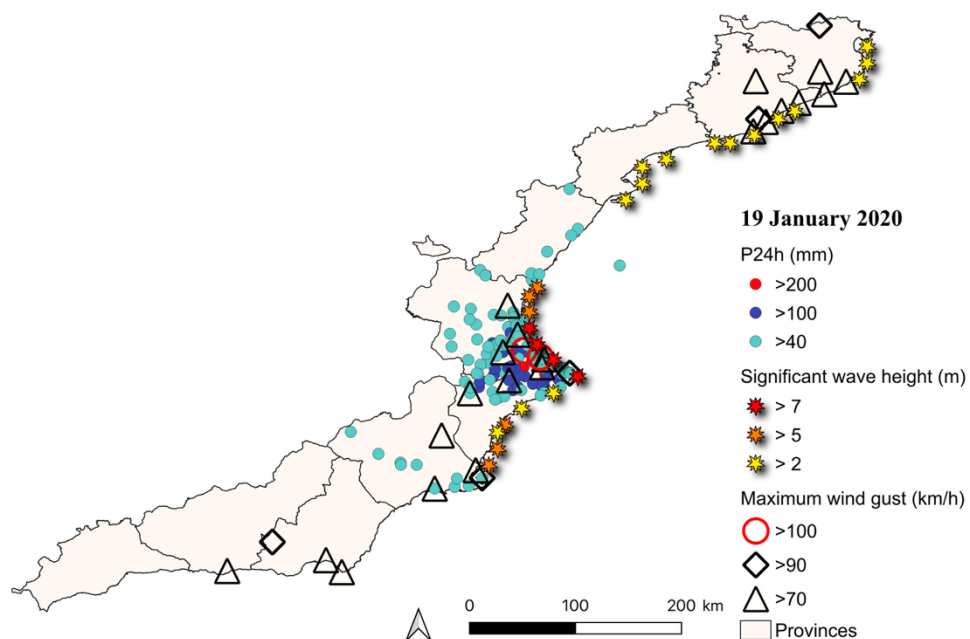 19 January 2020
P24h (mm)
>200
>100
>40
Significant wave height (m)
> 7
> 5
> 2
Maximum wind gust (km/h)
>100
>90
>70
Provinces
0 100 200 km